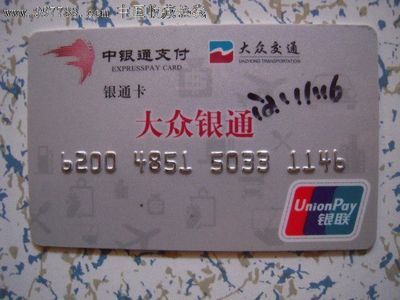 中银通支付
EXPRESSPAY CARD
银通卡
大众交通
DAZHONG TRANSPORTATION
大众银通
6200 4851 5033 1146
UnionPay
银联